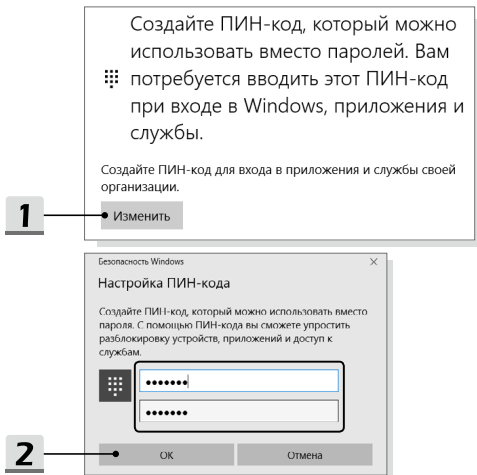 Создайте ПИН-код, который можно
использовать вместо паролей. Вам
потребуется вводить этот ПИН-код
при входе в Windows, приложения и
службы.
Создайте ПИН-код для входа в приложения и службы своей
организации.
1
Изменить
Безопасность Windows
Настройка ПИН-кода
Создайте ПИН-код, который можно использовать вместо
пароля. С помощью ПИН-кода вы сможете упростить
разблокировку устройств, приложений и доступ к
службам.
•••••••
•••••••
2
ОК
Отмена